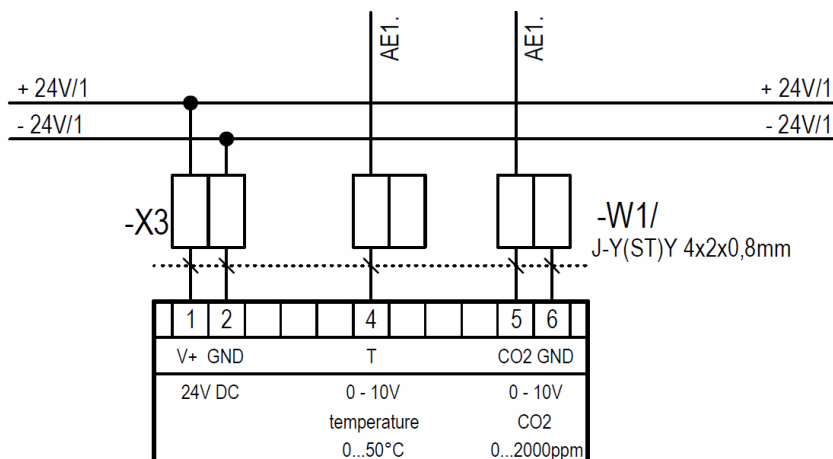 AE1. AE1.
+ 24V/1 + 24V/1
- 24V/1 - 24V/1
-X3 -W1/
J-Y(ST)Y 4x2x0,8mm
1 2 4 5 6
V+ GND T CO2 GND
24V DC 0 - 10V 0 - 10V
temperature CO2
0...50°C 0...2000ppm